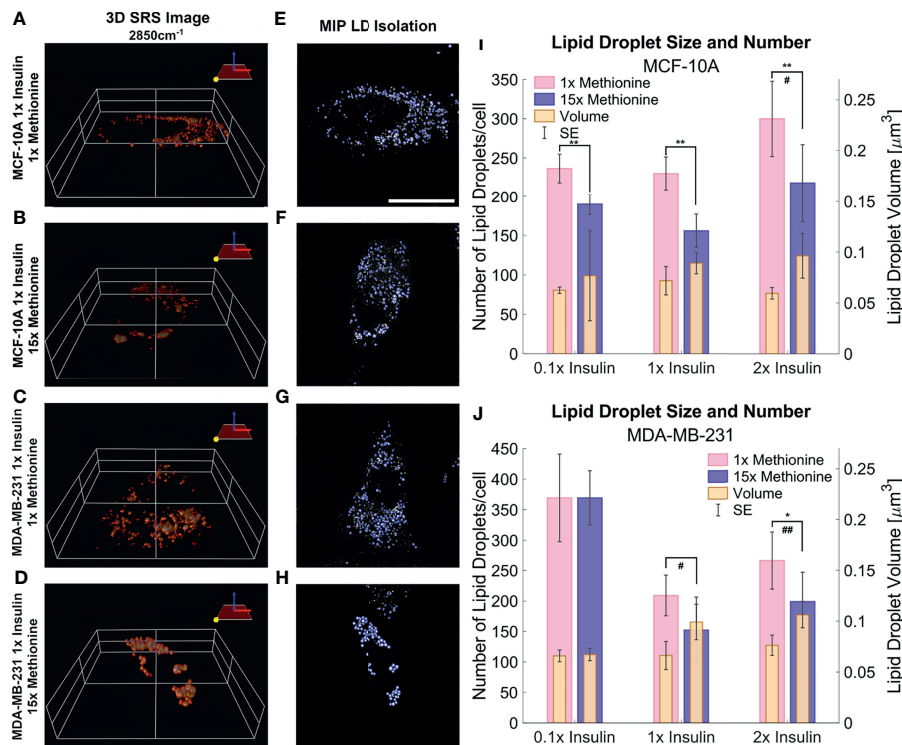 A
3D SRS Image
2850cm-1
MCF-10A 1x Insulin
1x Methionine
B
MCF-10A 1x Insulin
15x Methionine
C
MDA-MB-231 1x Insulin
1x Methionine
D
MDA-MB-231 1x Insulin
15x Methionine
E
MIP LD Isolation
F
G
H
I
Lipid Droplet Size and Number
MCF-10A
1x Methionine
15x Methionine
Volume
SE
**
**
**
#
Number of Lipid Droplets/cell
350
300
250
200
150
100
50
0
Lipid Droplet Volume [μm³]
0.25
0.2
0.15
0.1
0.05
0
0.1x Insulin
1x Insulin
2x Insulin
J
Lipid Droplet Size and Number
MDA-MB-231
1x Methionine
15x Methionine
Volume
SE
#
*
##
Number of Lipid Droplets/cell
450
400
350
300
250
200
150
100
50
0
Lipid Droplet Volume [μm³]
0.25
0.2
0.15
0.1
0.05
0
0.1x Insulin
1x Insulin
2x Insulin